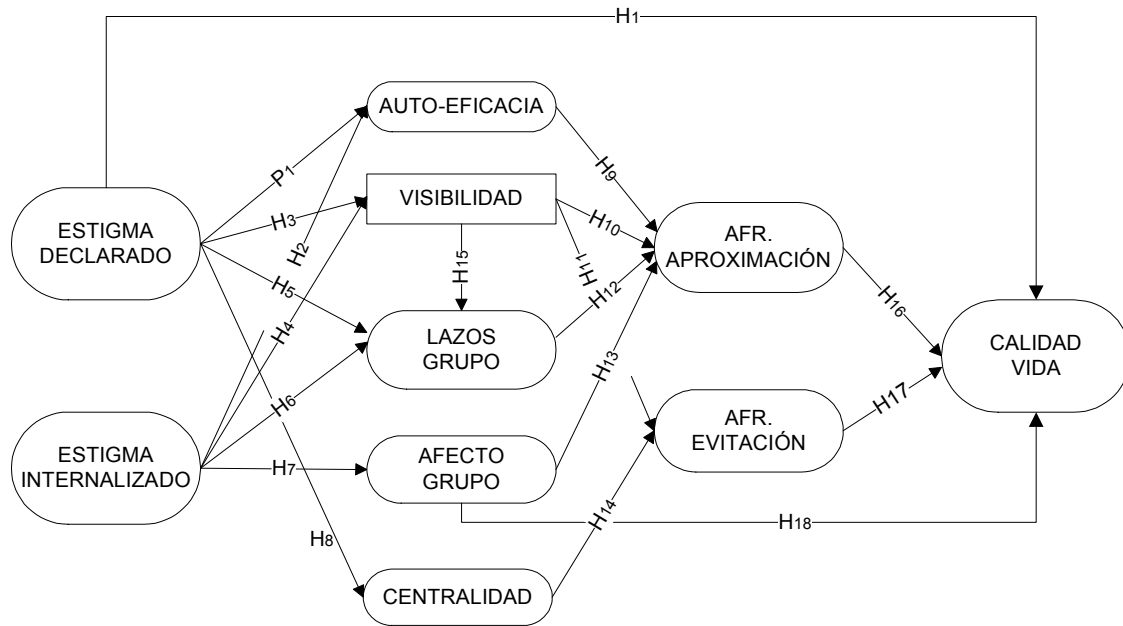 H1
AUTO-EFICACIA
P1
H9
VISIBILIDAD
H3
H10
ESTIGMA
DECLARADO
H2
H15
H11
AFR.
APROXIMACIÓN
H5
H12
H16
H4
LAZOS
GRUPO
CALIDAD
VIDA
H13
H6
H17
AFR.
EVITACIÓN
ESTIGMA
INTERNALIZADO
H7
AFECTO
GRUPO
H14
H18
H8
CENTRALIDAD